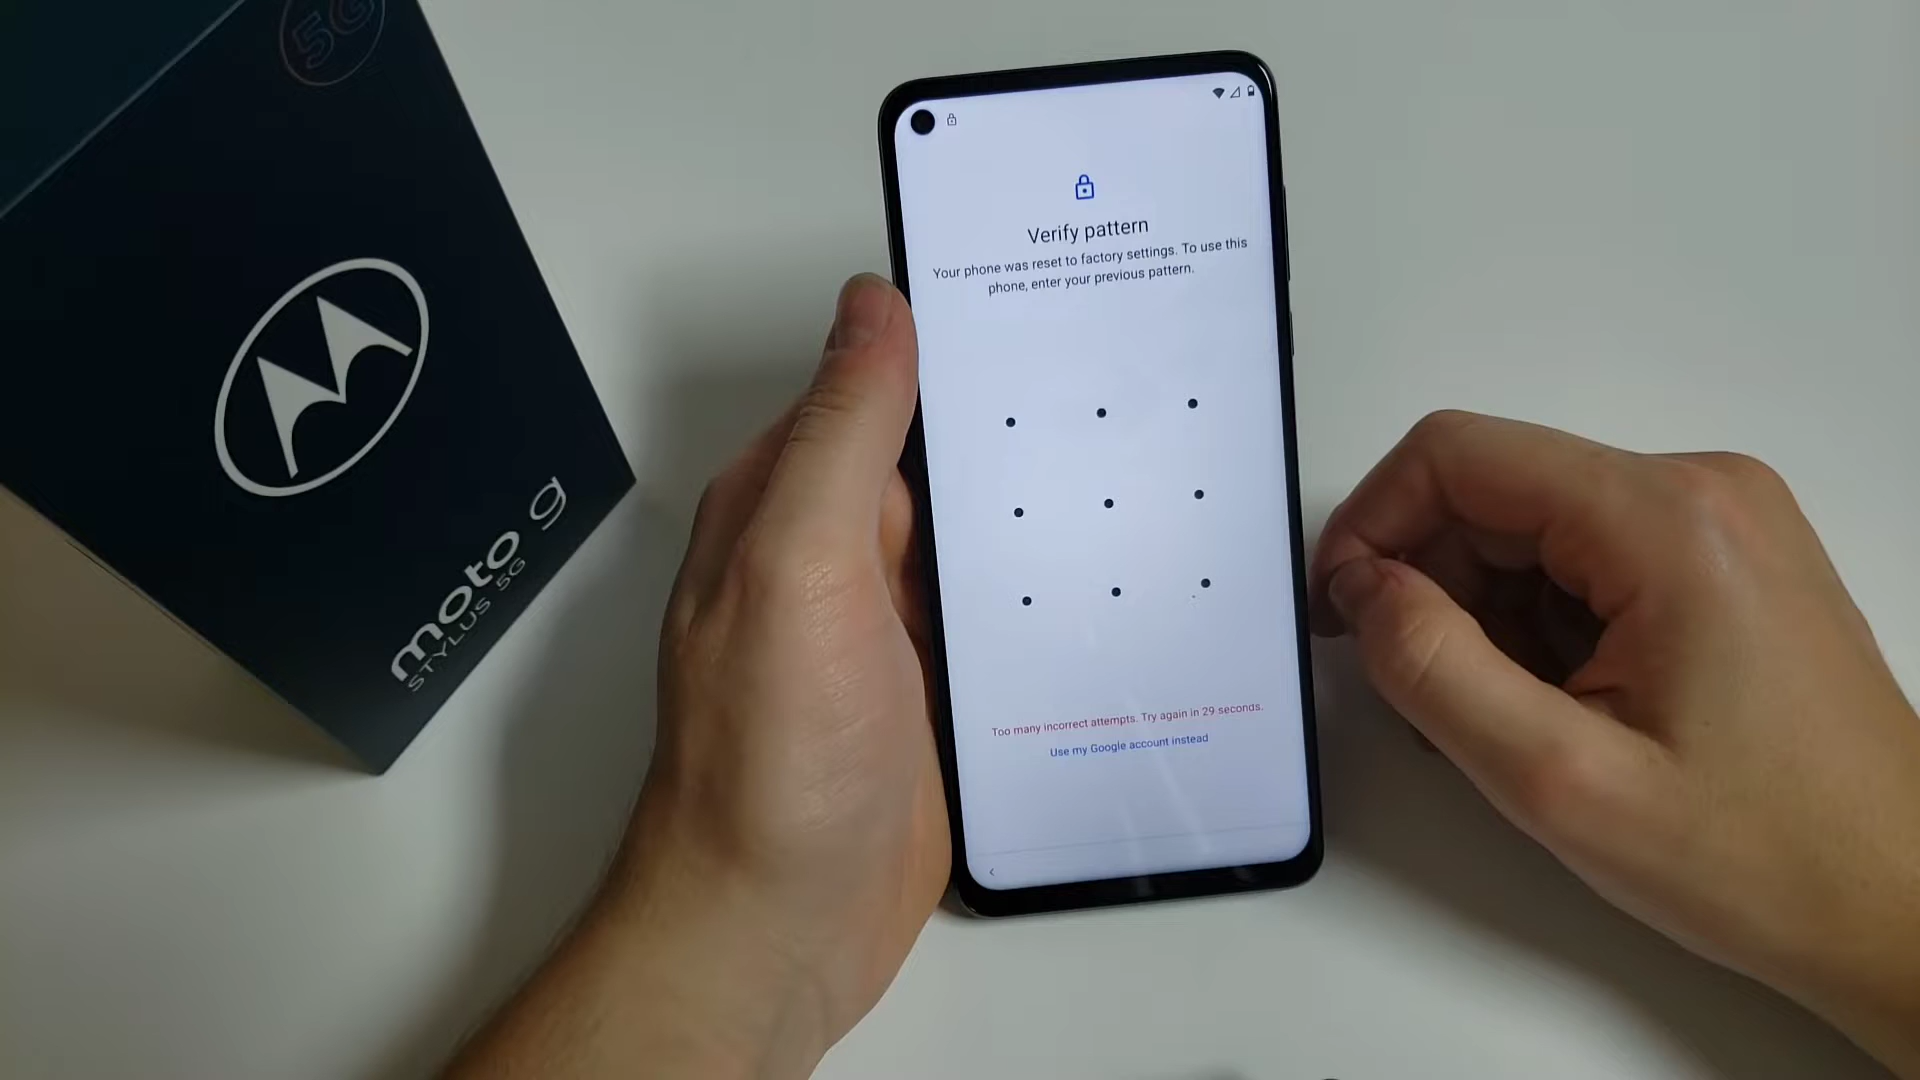 5G
moto g
STYLUS 5G
Verify pattern
Your phone was reset to factory settings. To use this
phone, enter your previous pattern.
Too many incorrect attempts. Try again in 29 seconds.
Use my Google account instead